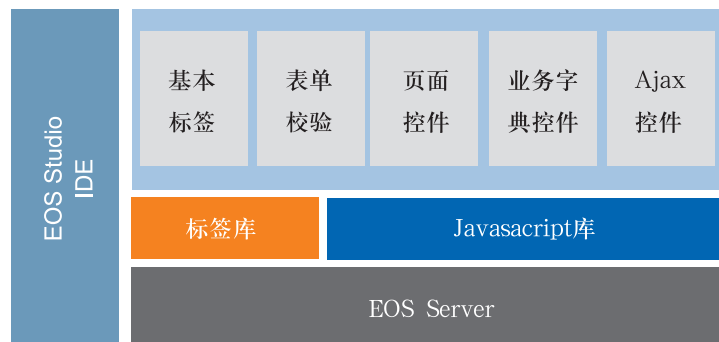 EOS Studio
IDE
基本
标签
表单
校验
页面
控件
业务字
典控件
Ajax
控件
标签库
Javasacript库
EOS Server